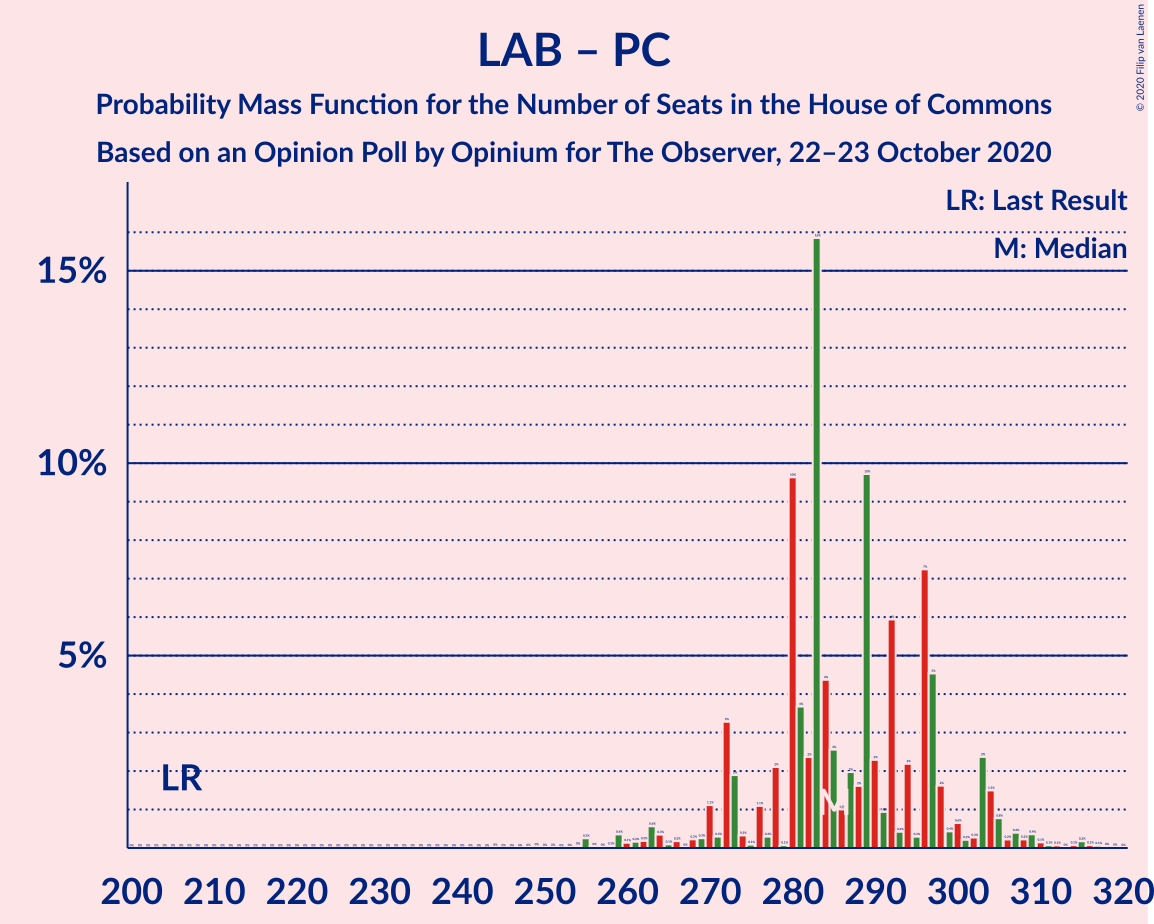 LAB – PC
Probability Mass Function for the Number of Seats in the House of Commons
Based on an Opinion Poll by Opinium for The Observer, 22–23 October 2020
© 2020 Filip van Laenen
LR: Last Result
M: Median
15%
10%
5%
LR
M
200 210 220 230 240 250 260 270 280 290 300 310 320